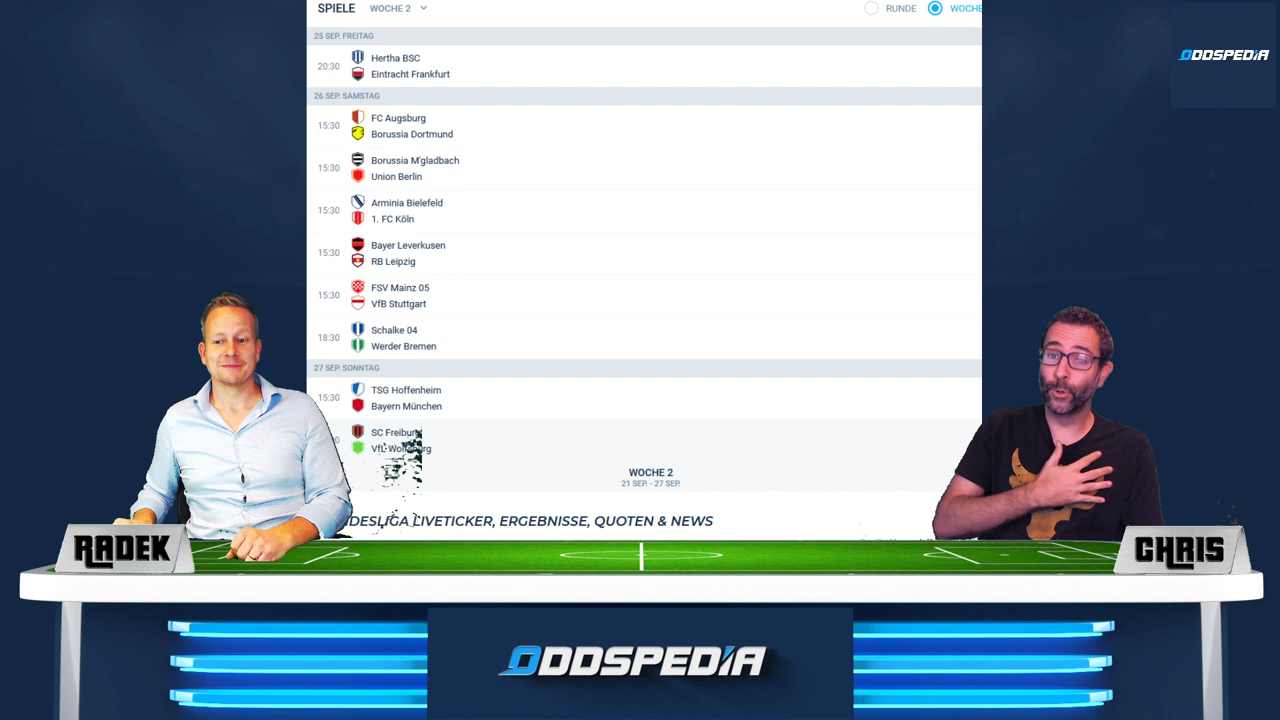 SPIELE WOCHE 2 RUNDE WOCHE
25 SEP. FREITAG
20:30 Hertha BSC
Eintracht Frankfurt
26 SEP. SAMSTAG
15:30 FC Augsburg
Borussia Dortmund
15:30 Borussia M'gladbach
Union Berlin
15:30 Arminia Bielefeld
1. FC Köln
15:30 Bayer Leverkusen
RB Leipzig
15:30 FSV Mainz 05
VfB Stuttgart
18:30 Schalke 04
Werder Bremen
27 SEP. SONNTAG
15:30 TSG Hoffenheim
Bayern München
SC Freiburg
VfL Wolfsburg
WOCHE 2
21 SEP. - 27 SEP.
DESLIGA LIVETICKER, ERGEBNISSE, QUOTEN & NEWS
ODDSPEDIA
RADEK
CHRIS
ODDSPEDIA